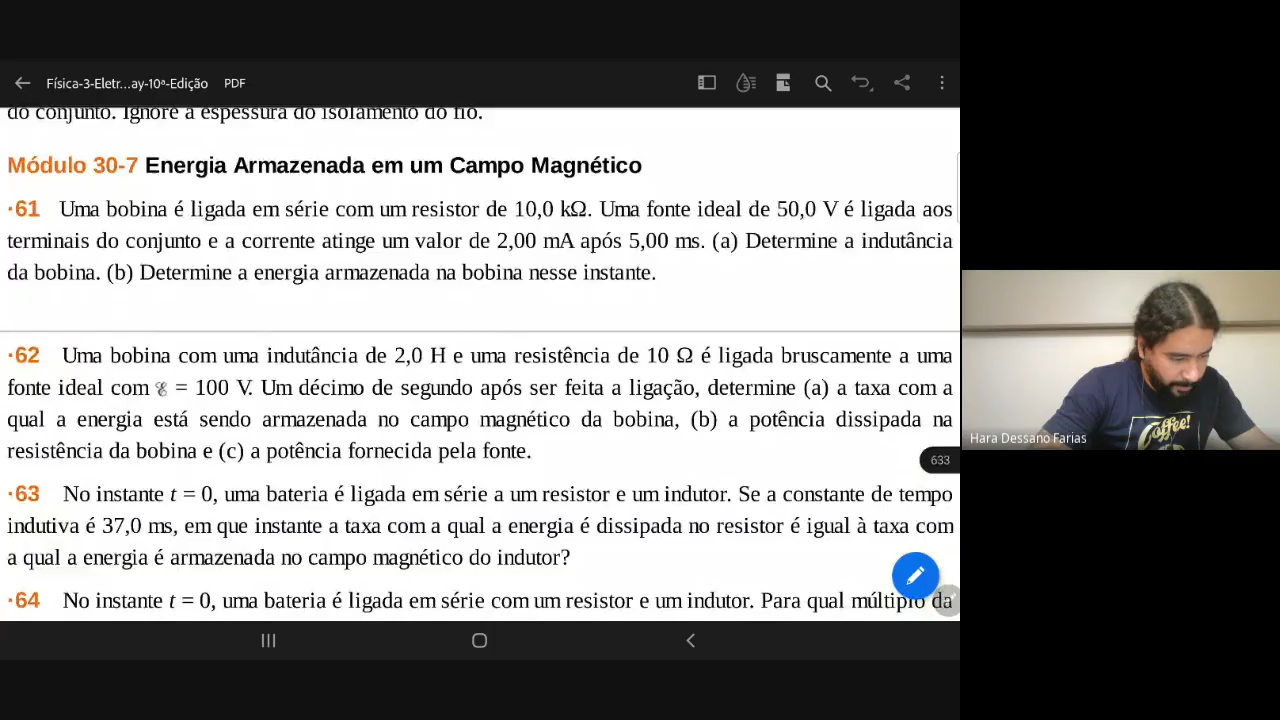 Física-3-Eletr...ay-10ª-Edição PDF
do conjunto. Ignore a espessura do isolamento do fio.
Módulo 30-7 Energia Armazenada em um Campo Magnético
·61 Uma bobina é ligada em série com um resistor de 10,0 kΩ. Uma fonte ideal de 50,0 V é ligada aos
terminais do conjunto e a corrente atinge um valor de 2,00 mA após 5,00 ms. (a) Determine a indutância
da bobina. (b) Determine a energia armazenada na bobina nesse instante.
·62 Uma bobina com uma indutância de 2,0 H e uma resistência de 10 Ω é ligada bruscamente a uma
fonte ideal com ℰ = 100 V. Um décimo de segundo após ser feita a ligação, determine (a) a taxa com a
qual a energia está sendo armazenada no campo magnético da bobina, (b) a potência dissipada na
resistência da bobina e (c) a potência fornecida pela fonte.
633
·63 No instante t = 0, uma bateria é ligada em série a um resistor e um indutor. Se a constante de tempo
indutiva é 37,0 ms, em que instante a taxa com a qual a energia é dissipada no resistor é igual à taxa com
a qual a energia é armazenada no campo magnético do indutor?
·64 No instante t = 0, uma bateria é ligada em série com um resistor e um indutor. Para qual múltiplo da
Coffee!
Hara Dessano Farias